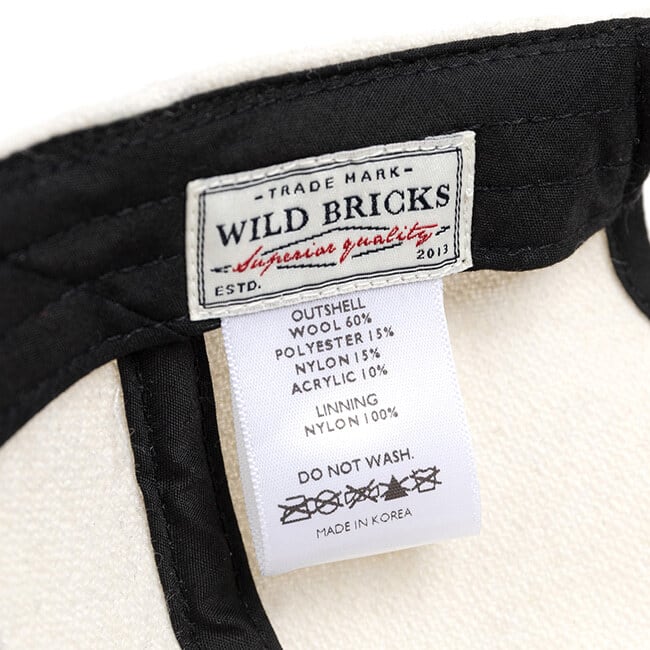 -TRADE MARK-
WILD BRICKS
Superior quality
ESTD. 2013
OUTSHELL
WOOL 60%
POLYESTER 15%
NYLON 15%
ACRYLIC 10%
LINNING
NYLON 100%
DO NOT WASH.
MADE IN KOREA